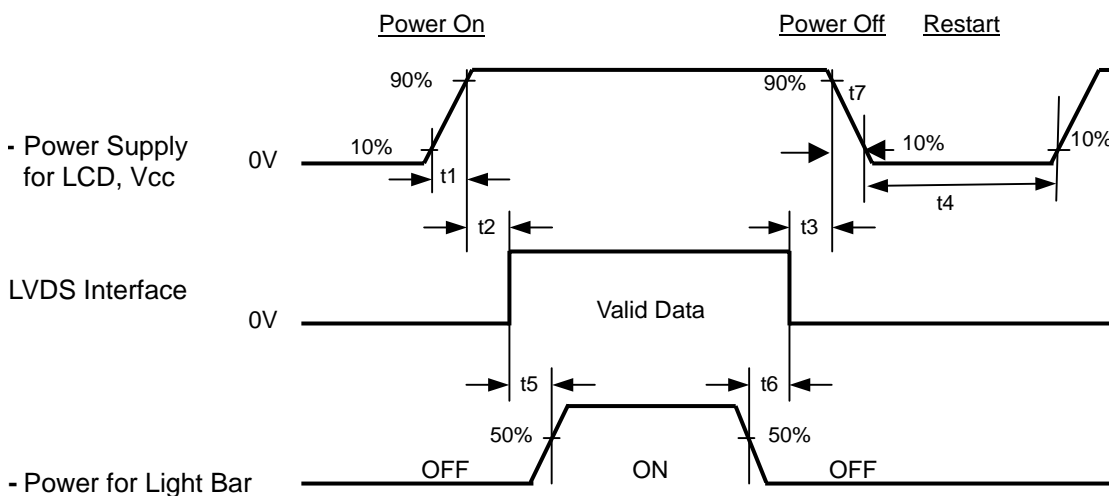 Power On
Power Off
Restart
90%
90%
t7
- Power Supply
for LCD, Vcc
0V
10%
10%
10%
t1
t4
t2
t3
LVDS Interface
0V
Valid Data
t5
t6
50%
50%
- Power for Light Bar
OFF
ON
OFF